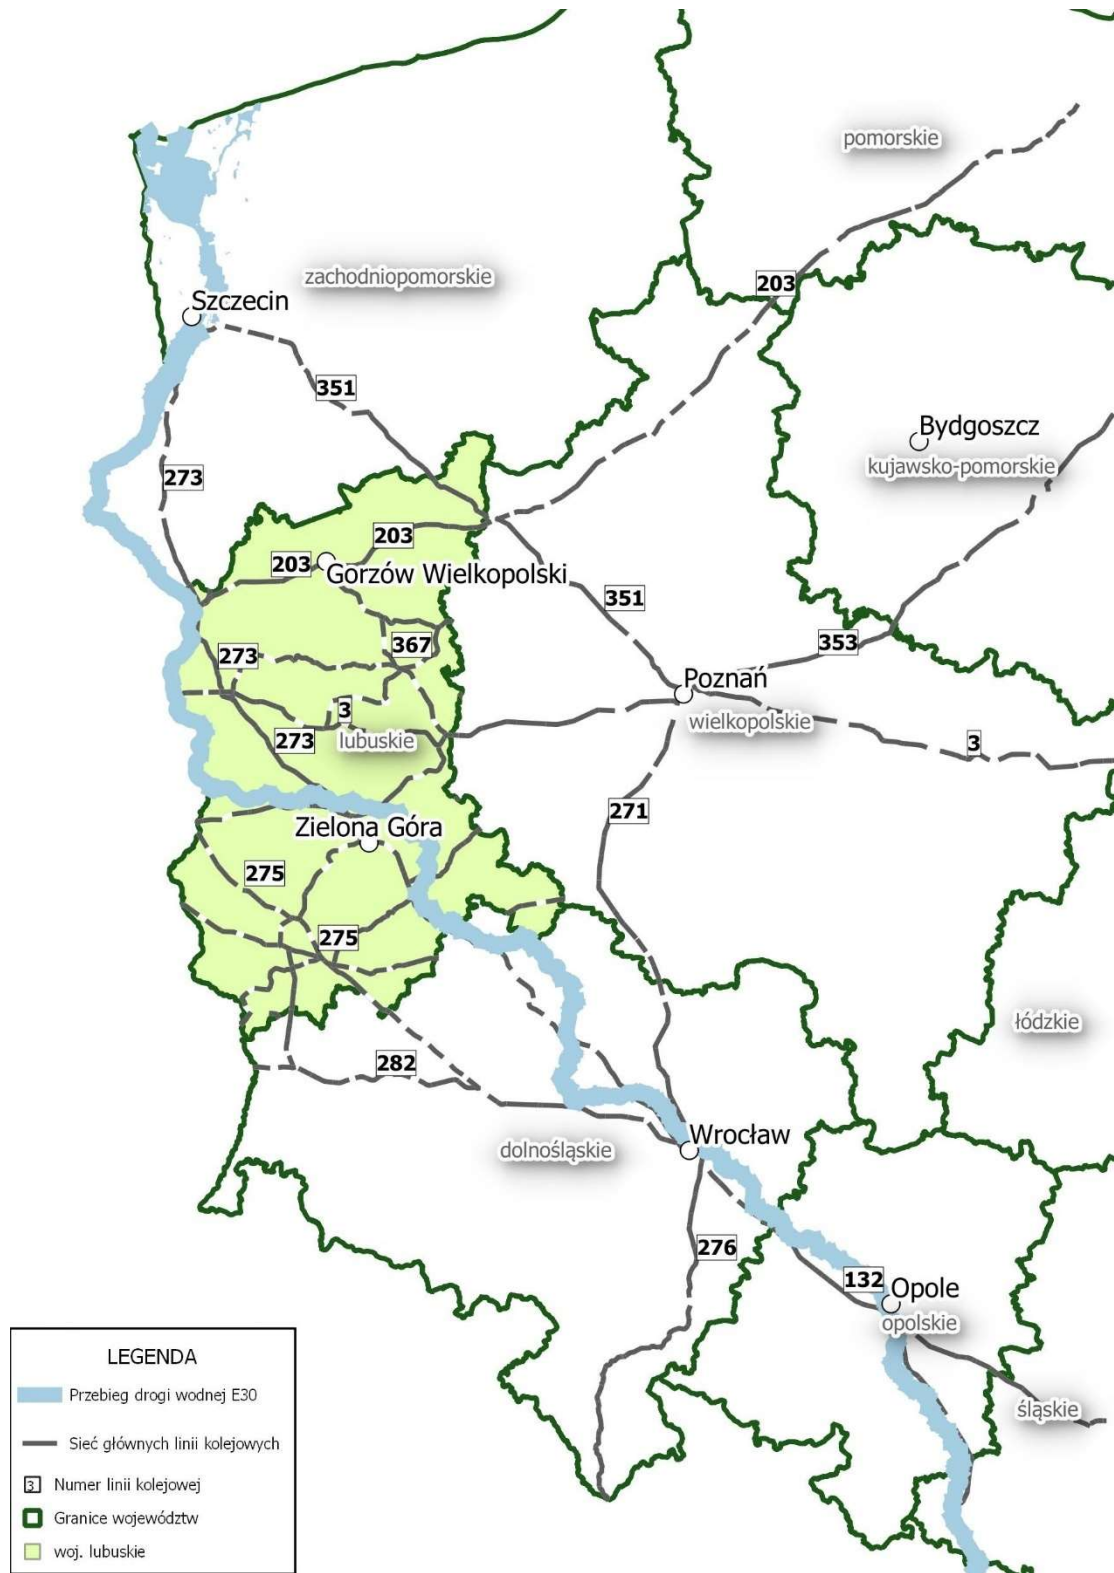 pomorskie
zachodniopomorskie
203
Szczecin
351
Bydgoszcz
kujawsko-pomorskie
273
203
203
Gorzów Wielkopolski
351
367
353
273
Poznań
wielkopolskie
3
273
lubuskie
3
271
Zielona Góra
275
275
łódzkie
282
Wrocław
dolnośląskie
276
132
Opole
opolskie
śląskie
LEGENDA
Przebieg drogi wodnej E30
Sieć głównych linii kolejowych
3 Numer linii kolejowej
Granice województw
woj. lubuskie